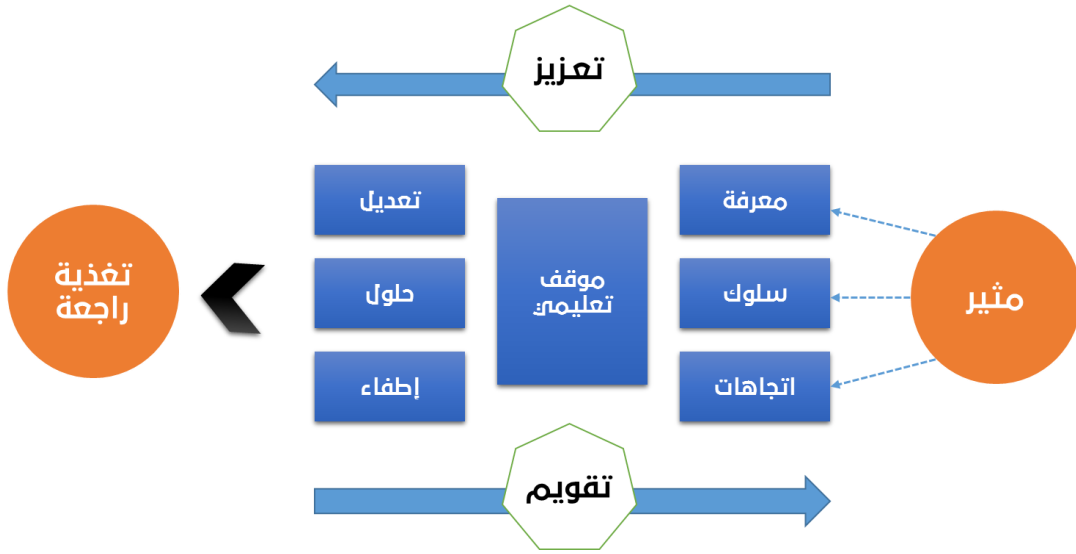 تعزيز
مثير
معرفة
سلوك
اتجاهات
موقف
تعليمي
تعديل
حلول
إطفاء
تغذية
راجعة
تقويم